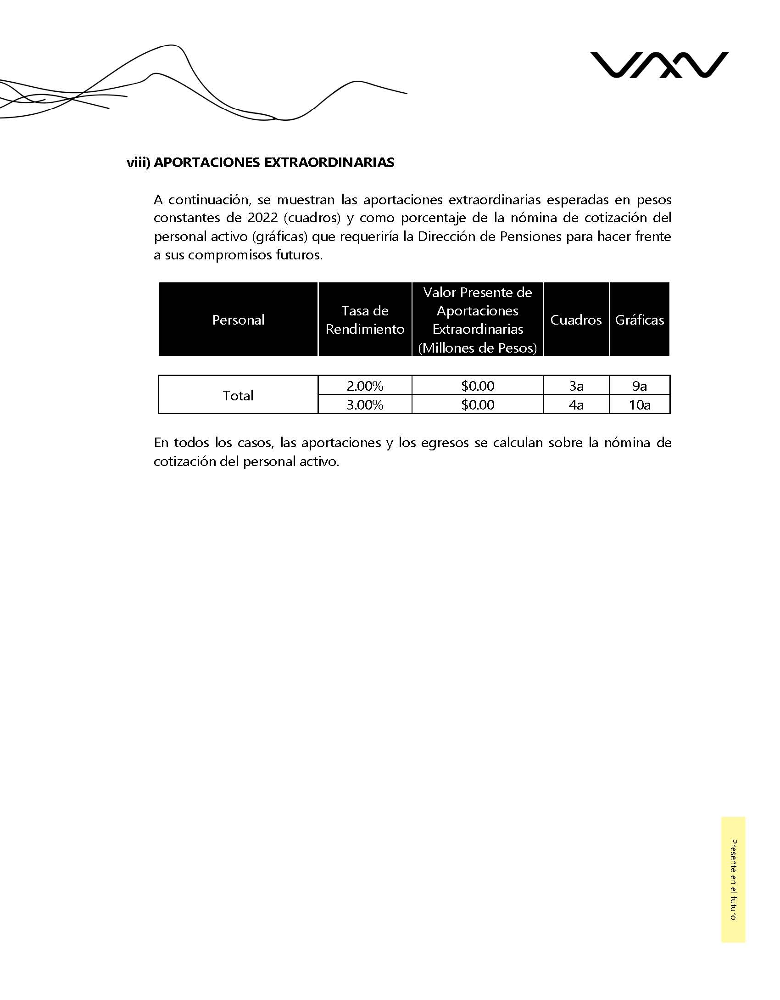 viii) APORTACIONES EXTRAORDINARIAS
A continuación, se muestran las aportaciones extraordinarias esperadas en pesos
constantes de 2022 (cuadros) y como porcentaje de la nómina de cotización del
personal activo (gráficas) que requeriría la Dirección de Pensiones para hacer frente
a sus compromisos futuros.
Personal
Tasa de
Rendimiento
Valor Presente de
Aportaciones
Extraordinarias
(Millones de Pesos)
Cuadros
Gráficas
Total
2.00% $0.00 3a 9a
3.00% $0.00 4a 10a
En todos los casos, las aportaciones y los egresos se calculan sobre la nómina de
cotización del personal activo.
Presente en el futuro